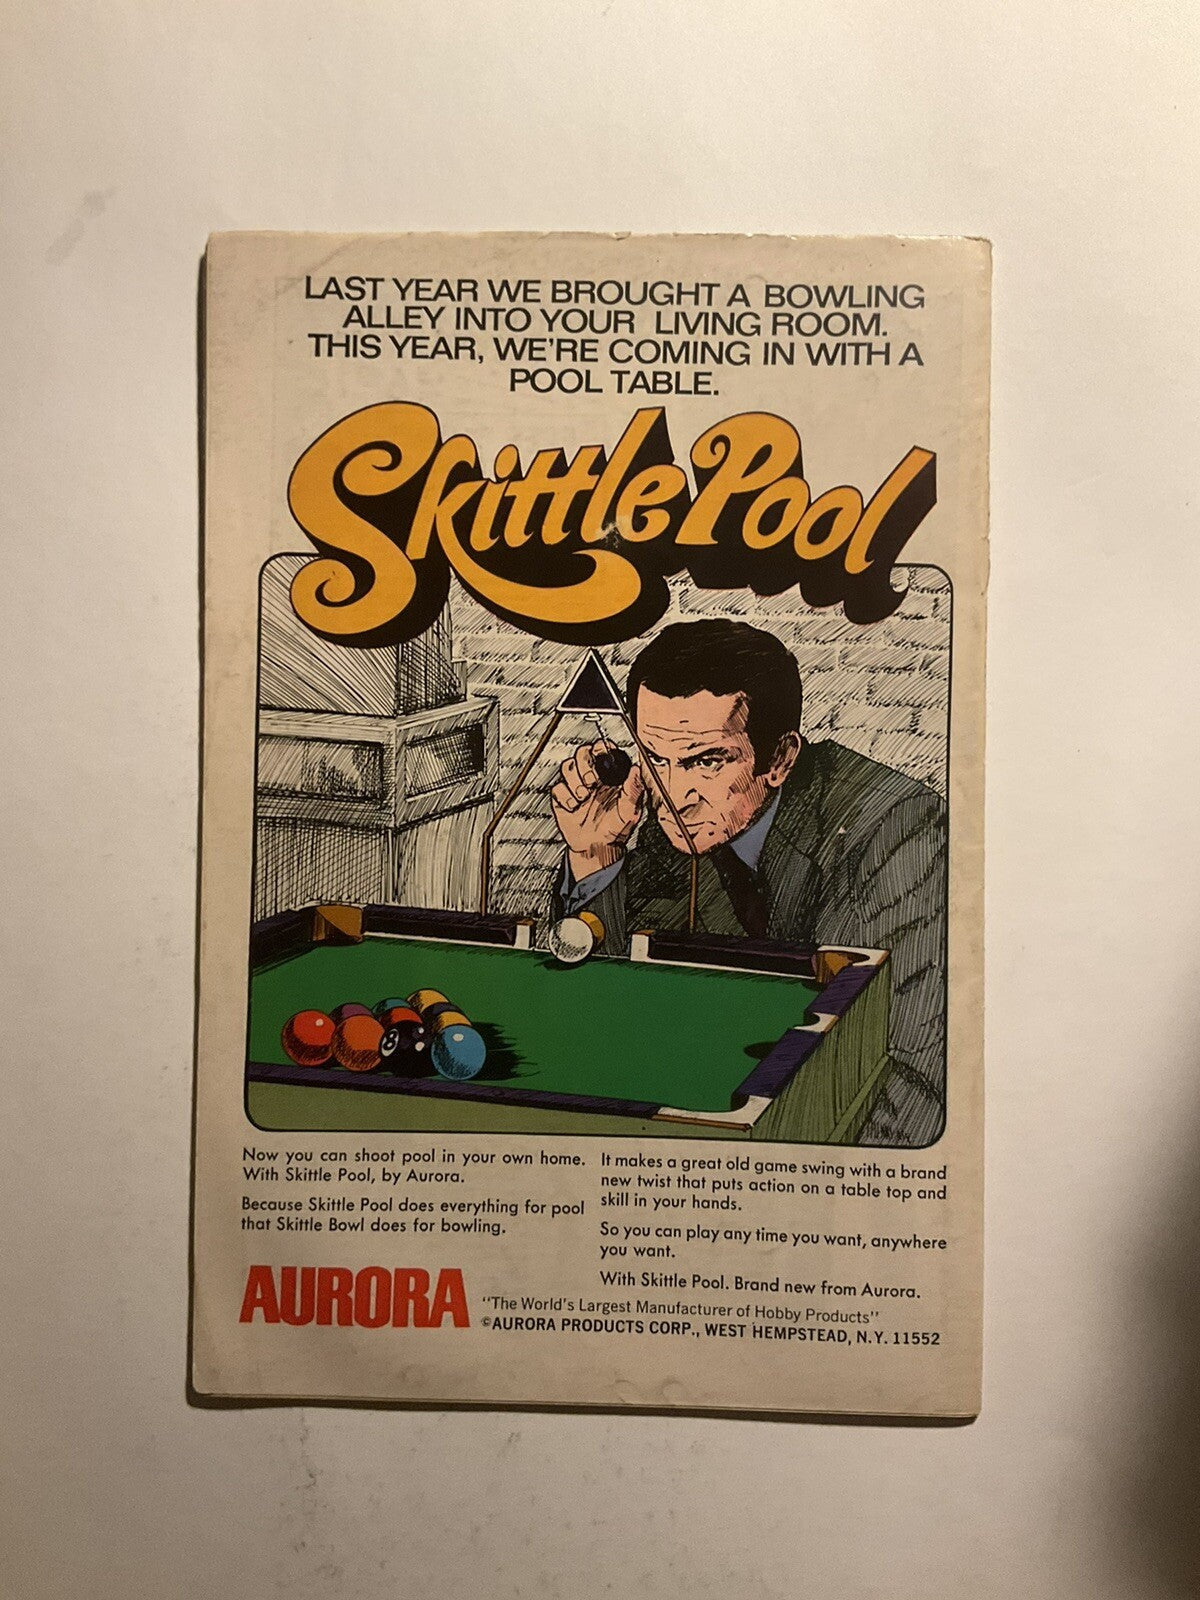 LAST YEAR WE BROUGHT A BOWLING
ALLEY INTO YOUR LIVING ROOM.
THIS YEAR, WE'RE COMING IN WITH A
POOL TABLE.
Skittle Pool
8
Now you can shoot pool in your own home.
With Skittle Pool, by Aurora.
Because Skittle Pool does everything for pool
that Skittle Bowl does for bowling.
It makes a great old game swing with a brand
new twist that puts action on a table top and
skill in your hands.
So you can play any time you want, anywhere
you want.
With Skittle Pool. Brand new from Aurora.
AURORA
"The World's Largest Manufacturer of Hobby Products"
©AURORA PRODUCTS CORP., WEST HEMPSTEAD, N.Y. 11552